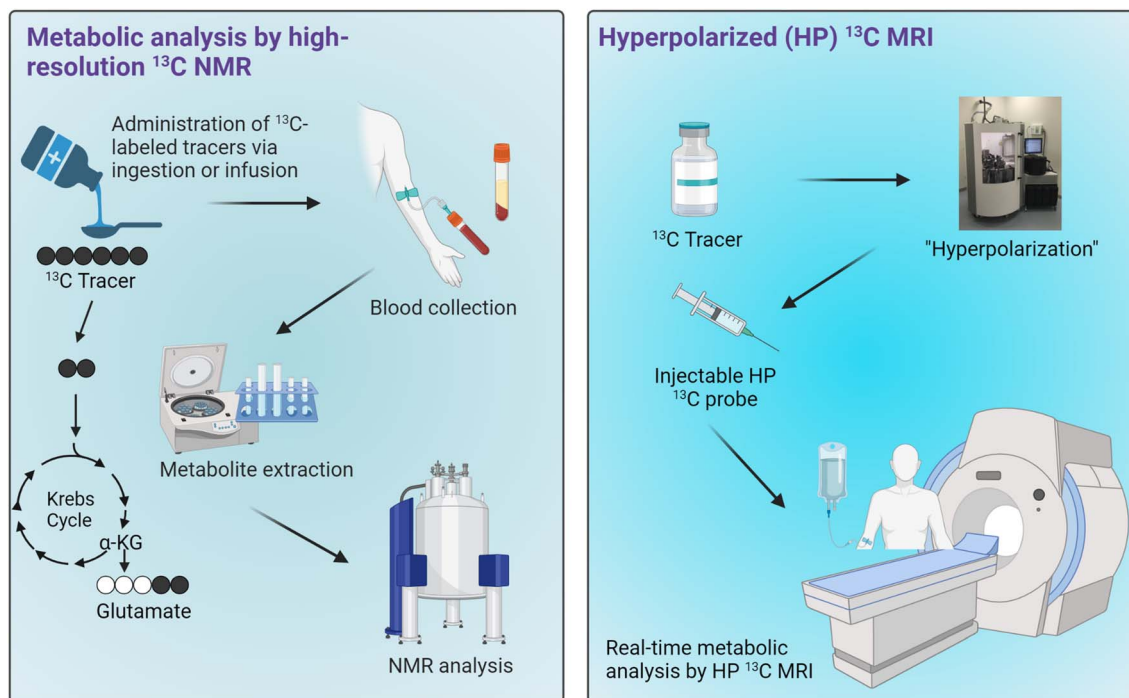 Metabolic analysis by high-
resolution ¹³C NMR
Administration of ¹³C-
labeled tracers via
ingestion or infusion
¹³C Tracer
Blood collection
Metabolite extraction
Krebs
Cycle
α-KG
Glutamate
NMR analysis
Hyperpolarized (HP) ¹³C MRI
¹³C Tracer
"Hyperpolarization"
Injectable HP
¹³C probe
Real-time metabolic
analysis by HP ¹³C MRI